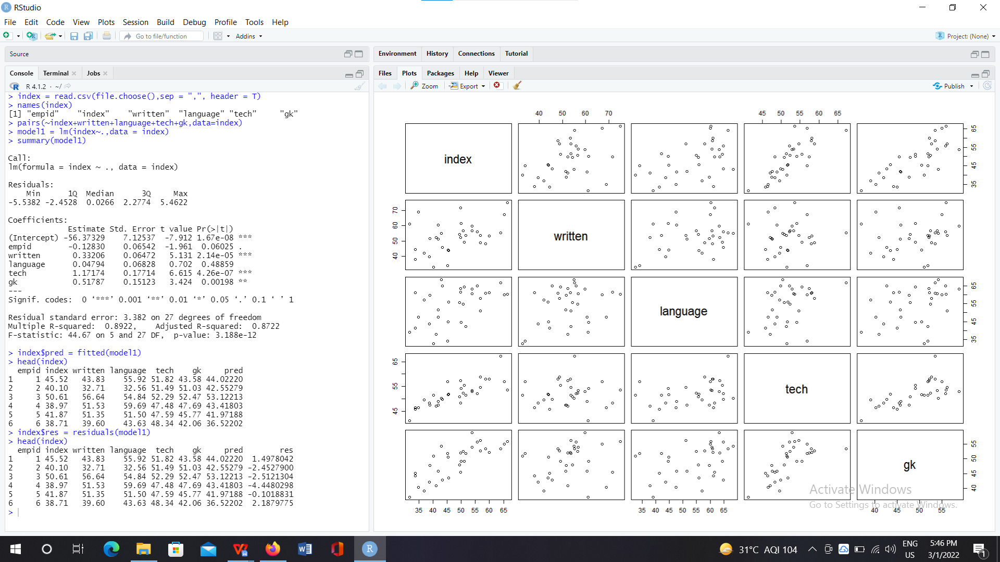 RStudio
File Edit Code View Plots Session Build Debug Profile Tools Help
Go to file/function Addins Project: (None)
Source
Console Terminal Jobs
R 4.1.2 · ~/
> index = read.csv(file.choose(),sep = ",", header = T)
> names(index)
[1] "empid"    "index"    "written"  "language" "tech"     "gk"
> pairs(~index+written+language+tech+gk,data=index)
> model1 = lm(index~.,data = index)
> summary(model1)
Call:
lm(formula = index ~ ., data = index)
Residuals:
    Min      1Q  Median      3Q     Max
-5.5382 -2.4528  0.0266  2.2774  5.4622
Coefficients:
             Estimate Std. Error t value Pr(>|t|)
(Intercept) -56.37329    7.12537  -7.912 1.67e-08 ***
empid        -0.12830    0.06542  -1.961  0.06025 .
written       0.33206    0.06472   5.131 2.14e-05 ***
language      0.04794    0.06828   0.702  0.48859
tech          1.17174    0.17714   6.615 4.26e-07 ***
gk            0.51787    0.15123   3.424  0.00198 **
---
Signif. codes:  0 ‘***’ 0.001 ‘**’ 0.01 ‘*’ 0.05 ‘.’ 0.1 ‘ ’ 1
Residual standard error: 3.382 on 27 degrees of freedom
Multiple R-squared:  0.8922,    Adjusted R-squared:  0.8722
F-statistic: 44.67 on 5 and 27 DF,  p-value: 3.188e-12
> index$pred = fitted(model1)
> head(index)
  empid index written language  tech    gk     pred
1     1 45.52   43.83    55.92 51.82 43.58 44.02220
2     2 40.10   32.71    32.56 51.49 51.03 42.55279
3     3 50.61   56.64    54.84 52.29 52.47 53.12213
4     4 38.97   51.53    59.69 47.48 47.69 43.41803
5     5 41.87   51.35    51.50 47.59 45.77 41.97188
6     6 38.71   39.60    43.63 48.34 42.06 36.52202
> index$res = residuals(model1)
> head(index)
  empid index written language  tech    gk     pred        res
1     1 45.52   43.83    55.92 51.82 43.58 44.02220  1.4978042
2     2 40.10   32.71    32.56 51.49 51.03 42.55279 -2.4527900
3     3 50.61   56.64    54.84 52.29 52.47 53.12213 -2.5121304
4     4 38.97   51.53    59.69 47.48 47.69 43.41803 -4.4480298
5     5 41.87   51.35    51.50 47.59 45.77 41.97188 -0.1018831
6     6 38.71   39.60    43.63 48.34 42.06 36.52202  2.1879775
>
Environment History Connections Tutorial
Files Plots Packages Help Viewer
Zoom Export Publish
40 50 60 70 45 50 55 60 65
index
35 45 55 65
written
40 50 60 70
language
35 45 55 65
tech
45 55 65
gk
40 45 50 55
35 40 45 50 55 60 65 35 40 45 50 55 60 65 40 45 50 55
Activate Windows
Go to Settings to activate Windows.
31°C AQI 104
ENG
US
5:46 PM
3/1/2022
1